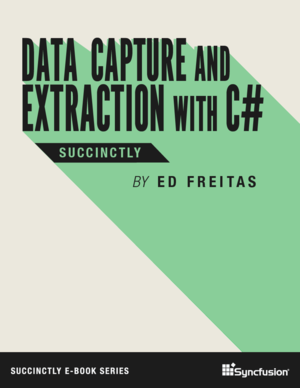 DATA CAPTURE AND
EXTRACTION WITH C#
SUCCINCTLY
BY ED FREITAS
SUCCINCTLY E-BOOK SERIES
Syncfusion